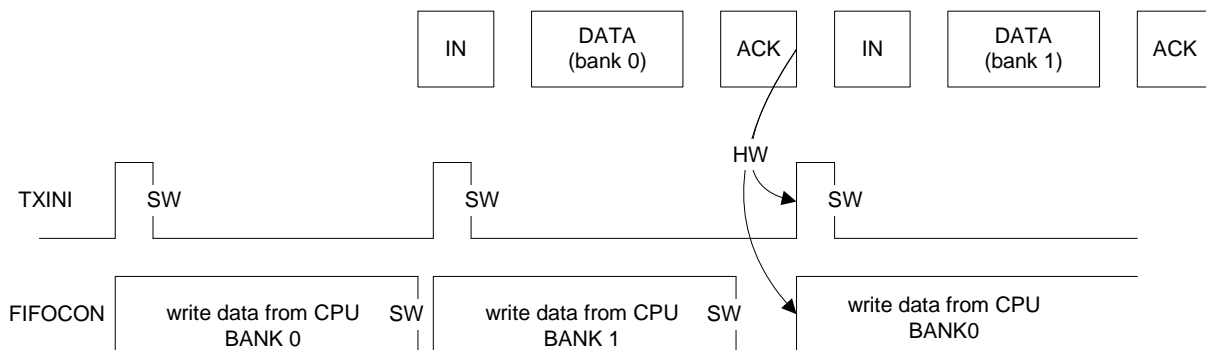 IN
DATA
(bank 0)
ACK
IN
DATA
(bank 1)
ACK
HW
TXINI
SW
SW
SW
FIFOCON
write data from CPU
BANK 0
SW
write data from CPU
BANK 1
SW
write data from CPU
BANK0